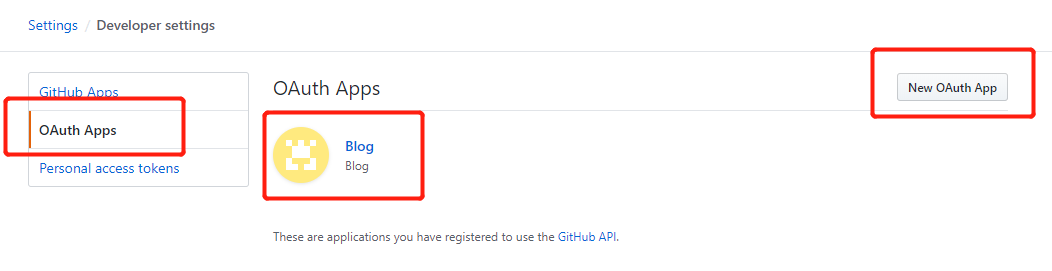 Settings / Developer settings
GitHub Apps
OAuth Apps
Personal access tokens
OAuth Apps
New OAuth App
Blog
Blog
These are applications you have registered to use the GitHub API.